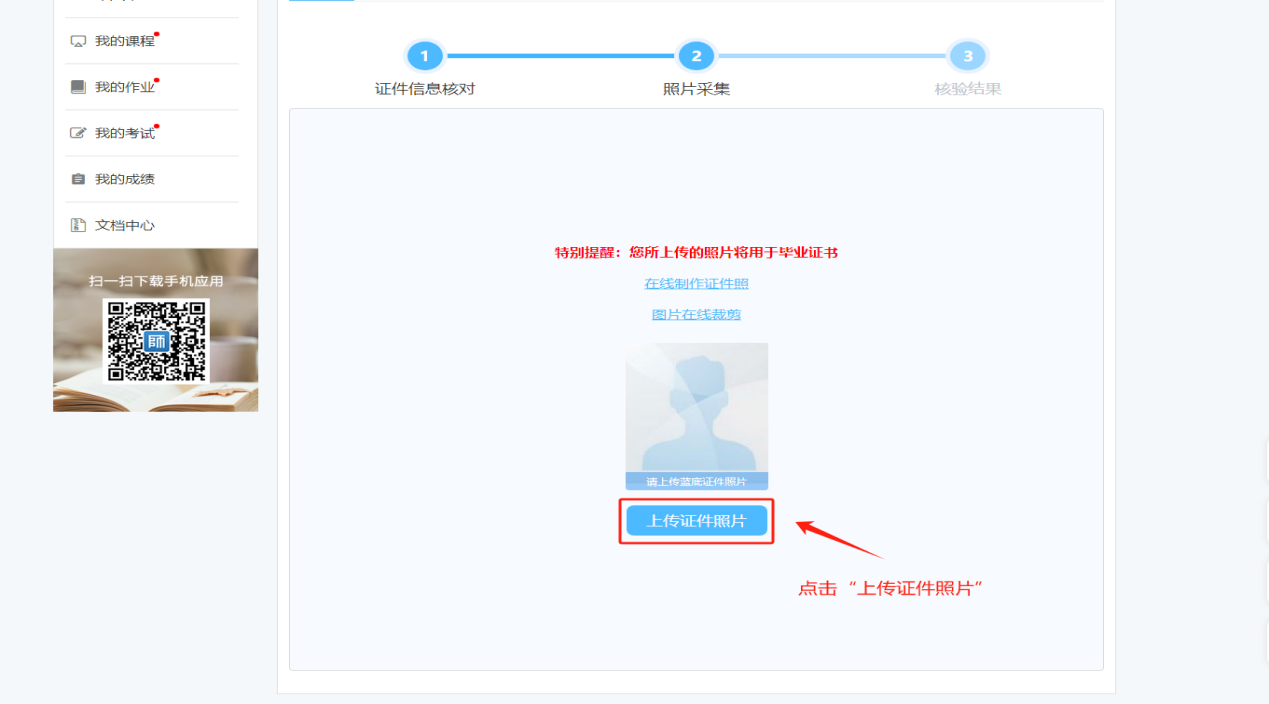 我的课程
我的作业
我的考试
我的成绩
文档中心
扫一扫下载手机应用
师
1
2
3
证件信息核对
照片采集
核验结果
特别提醒：您所上传的照片将用于毕业证书
在线制作证件照
图片在线裁剪
请上传蓝底证件照片
上传证件照片
点击“上传证件照片”